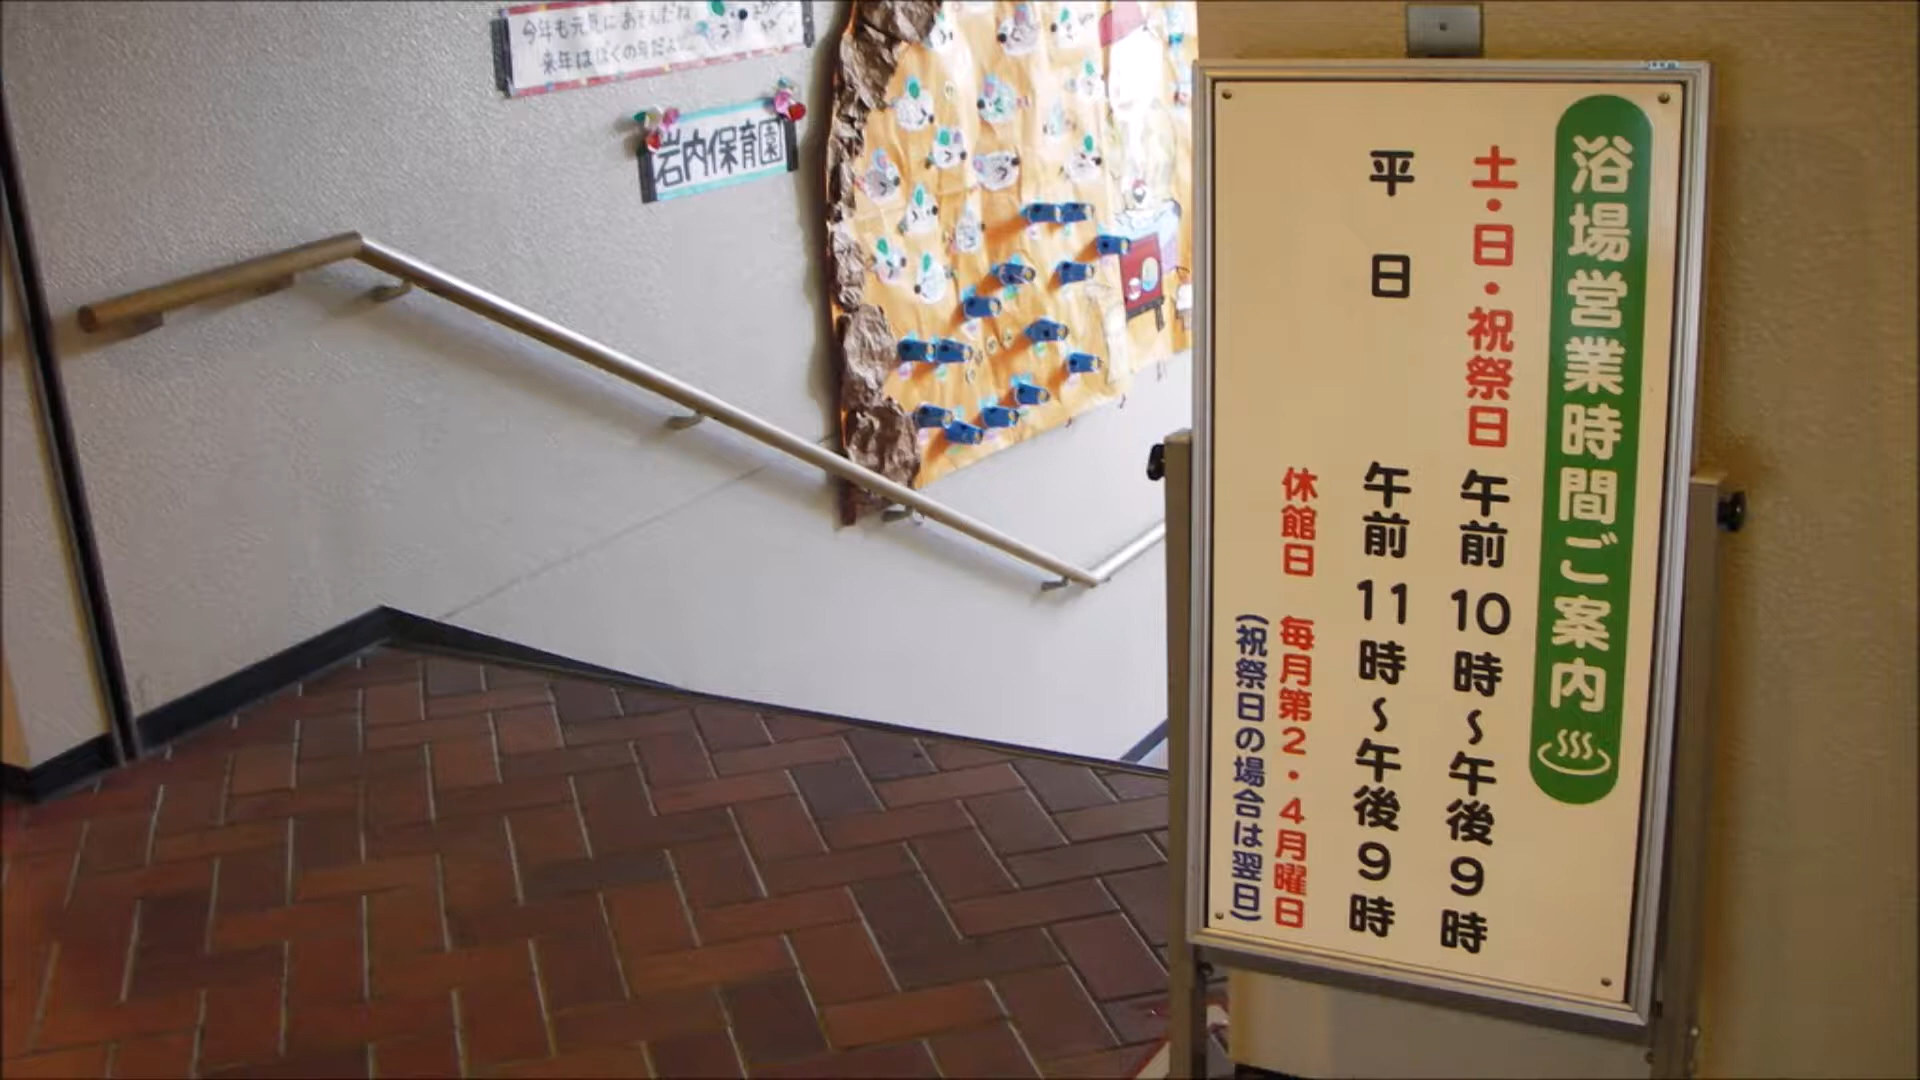 今年も元気にあそんだね
来年はぼくの年だよ
岩内保育園
浴場営業時間ご案内
土・日・祝祭日 午前10時～午後9時
平日 午前11時～午後9時
休館日 毎月第2・4月曜日
(祝祭日の場合は翌日)